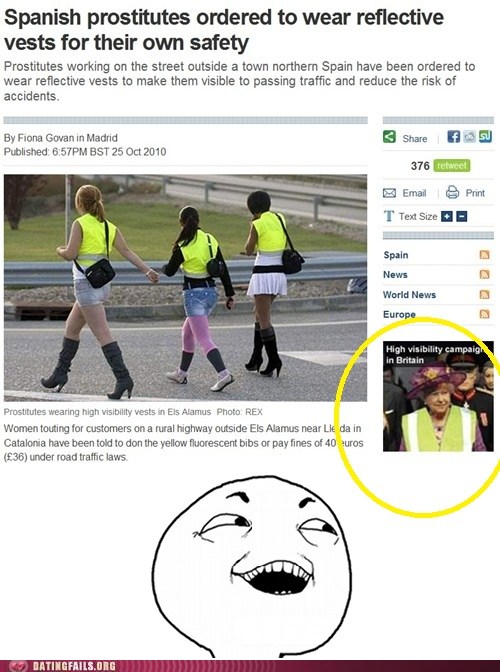 Spanish prostitutes ordered to wear reflective
vests for their own safety
Prostitutes working on the street outside a town northern Spain have been ordered to
wear reflective vests to make them visible to passing traffic and reduce the risk of
accidents.
By Fiona Govan in Madrid
Published: 6:57PM BST 25 Oct 2010
Prostitutes wearing high visibility vests in Els Alamus Photo: REX
Women touting for customers on a rural highway outside Els Alamus near Lleida in
Catalonia have been told to don the yellow fluorescent bibs or pay fines of 40 euros
(£36) under road traffic laws.
Share
376 retweet
Email Print
Text Size + -
Spain
News
World News
Europe
High visibility campaign
in Britain
DATINGFAILS.ORG